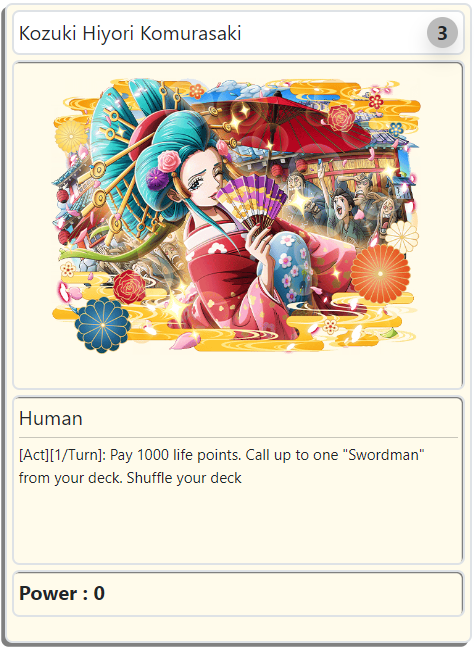 Kozuki Hiyori Komurasaki 3
Human
[Act][1/Turn]: Pay 1000 life points. Call up to one "Swordman"
from your deck. Shuffle your deck
Power : 0